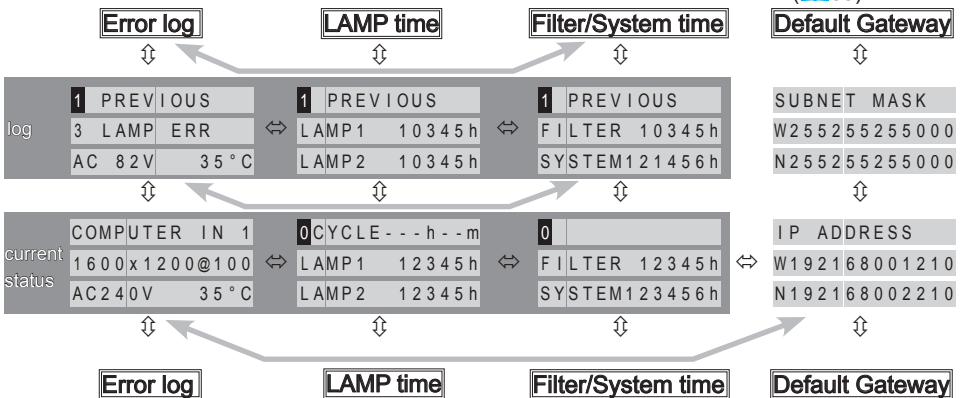 Error log LAMP time Filter/System time Default Gateway
1 PREVIOUS 1 PREVIOUS 1 PREVIOUS SUBNET MASK
log 3 LAMP ERR LAMP1 10345h FILTER 10345h W255255255000
AC 82V 35°C LAMP2 10345h SYSTEM121456h N255255255000
COMPUTER IN 1 0CYCLE---h--m 0 IP ADDRESS
current status 1600x1200@100 LAMP1 12345h FILTER 12345h W192168001210
AC240V 35°C LAMP2 12345h SYSTEM123456h N192168002210
Error log LAMP time Filter/System time Default Gateway